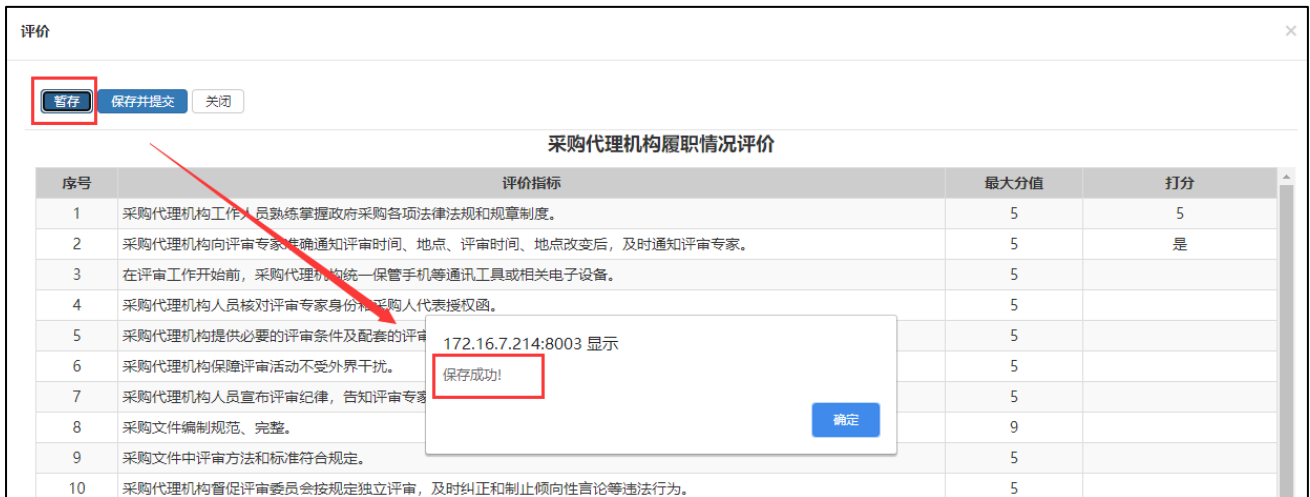 评价
×
暂存 保存并提交 关闭
采购代理机构履职情况评价
序号 评价指标 最大分值 打分
1 采购代理机构工作人员熟练掌握政府采购各项法律法规和规章制度。 5 5
2 采购代理机构向评审专家准确通知评审时间、地点、评审时间、地点改变后，及时通知评审专家。 5 是
3 在评审工作开始前，采购代理机构统一保管手机等通讯工具或相关电子设备。 5
4 采购代理机构人员核对评审专家身份和采购人代表授权函。 5
5 采购代理机构提供必要的评审条件及配套的评审 5
6 采购代理机构保障评审活动不受外界干扰。 5
7 采购代理机构人员宣布评审纪律，告知评审专家 5
8 采购文件编制规范、完整。 9
9 采购文件中评审方法和标准符合规定。 5
10 采购代理机构督促评审委员会按规定独立评审，及时纠正和制止倾向性言论等违法行为。 5
172.16.7.214:8003 显示
保存成功!
确定